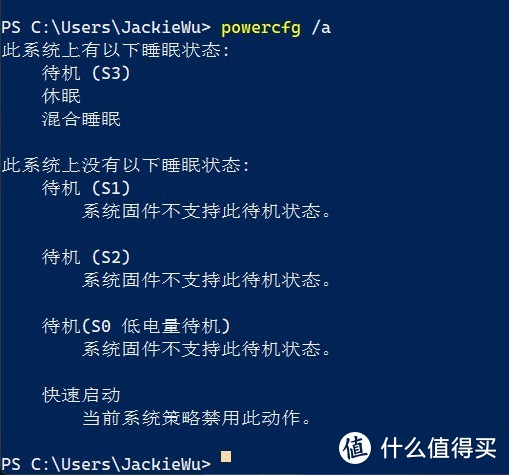 PS C:\Users\JackieWu> powercfg /a
此系统上有以下睡眠状态:
待机 (S3)
休眠
混合睡眠
此系统上没有以下睡眠状态:
待机 (S1)
系统固件不支持此待机状态。
待机 (S2)
系统固件不支持此待机状态。
待机(S0 低电量待机)
系统固件不支持此待机状态。
快速启动
当前系统策略禁用此动作。
PS C:\Users\JackieWu>
值 什么值得买